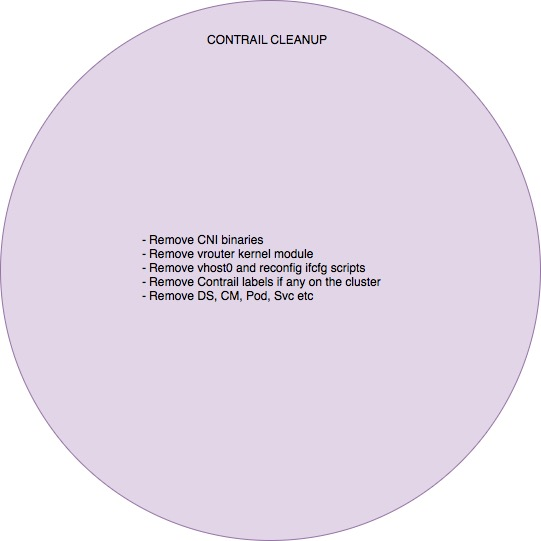 CONTRAIL CLEANUP
- Remove CNI binaries
- Remove vrouter kernel module
- Remove vhost0 and reconfig ifcfg scripts
- Remove Contrail labels if any on the cluster
- Remove DS, CM, Pod, Svc etc